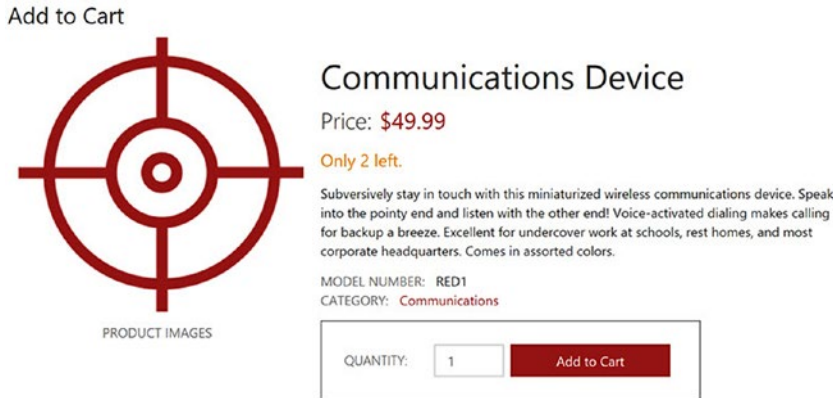 Add to Cart
Communications Device
Price: $49.99
Only 2 left.
Subversively stay in touch with this miniaturized wireless communications device. Speak
into the pointy end and listen with the other end! Voice-activated dialing makes calling
for backup a breeze. Excellent for undercover work at schools, rest homes, and most
corporate headquarters. Comes in assorted colors.
MODEL NUMBER: RED1
CATEGORY: Communications
PRODUCT IMAGES
QUANTITY: 1 Add to Cart